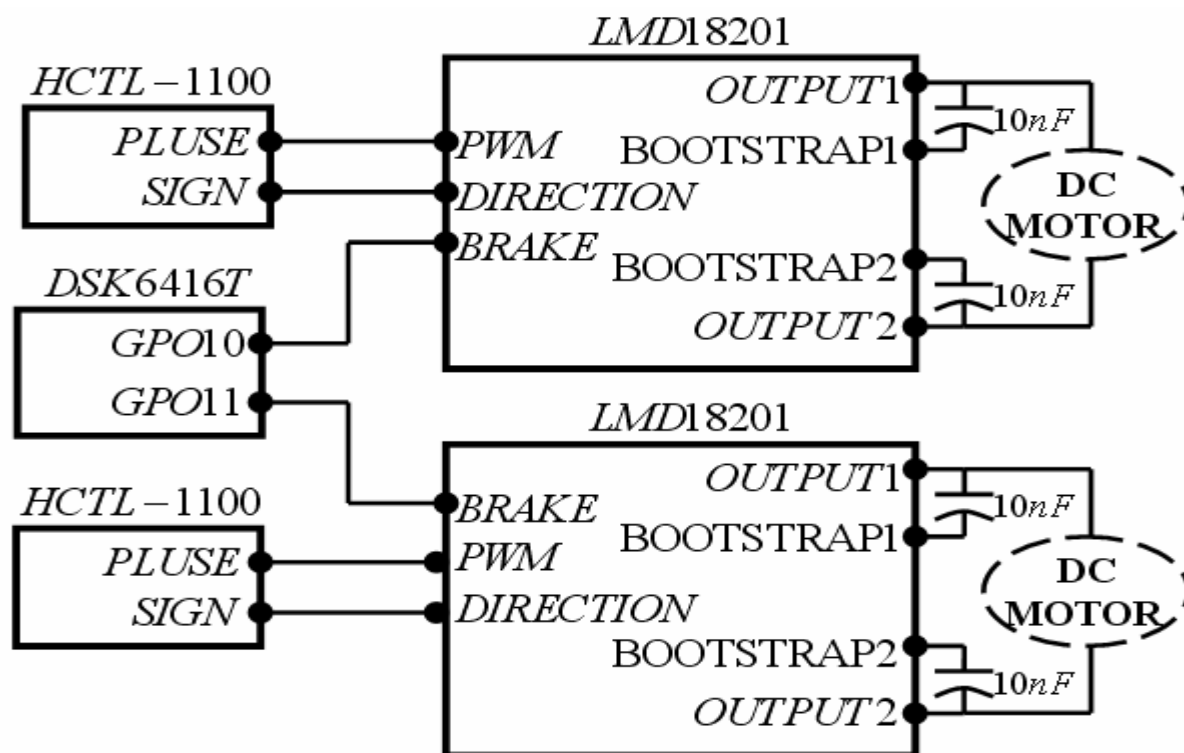 LMD18201
HCTL-1100
PLUSE
SIGN
PWM
DIRECTION
BRAKE
OUTPUT1
BOOTSTRAP1
BOOTSTRAP2
OUTPUT2
10nF
10nF
DC
MOTOR
DSK6416T
GPO10
GPO11
LMD18201
HCTL-1100
PLUSE
SIGN
BRAKE
PWM
DIRECTION
OUTPUT1
BOOTSTRAP1
BOOTSTRAP2
OUTPUT2
10nF
10nF
DC
MOTOR